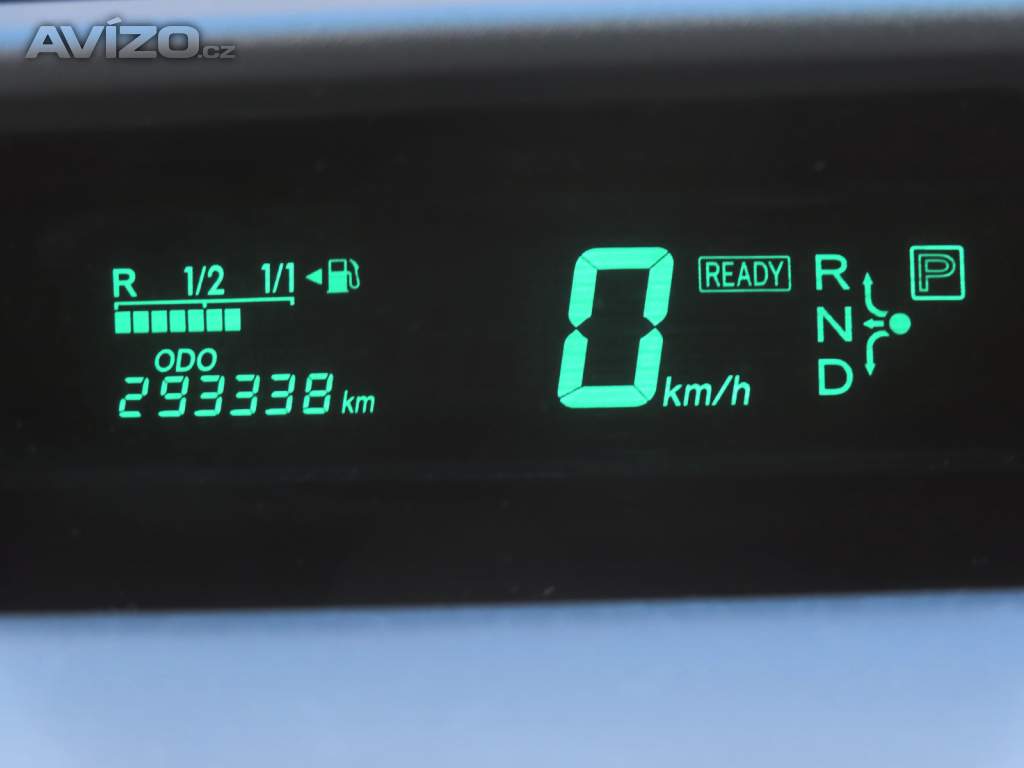 AVÍZO.cz
R 1/2 1/1
ODO
293338 km
0 km/h
READY
P
R
N
D